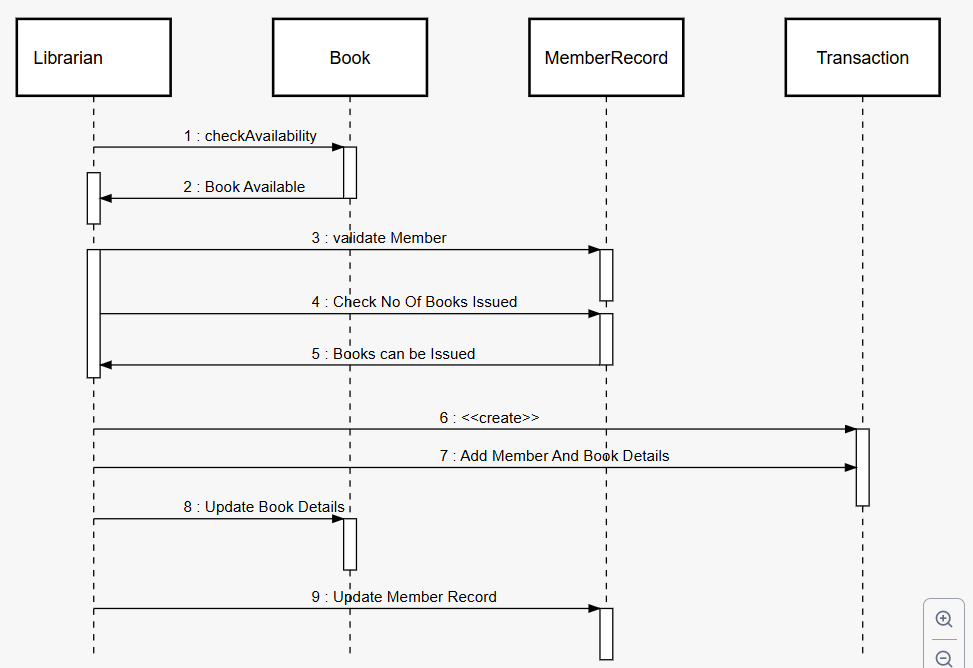 Librarian
Book
MemberRecord
Transaction
1 : checkAvailability
2 : Book Available
3 : validate Member
4 : Check No Of Books Issued
5 : Books can be Issued
6 : <<create>>
7 : Add Member And Book Details
8 : Update Book Details
9 : Update Member Record